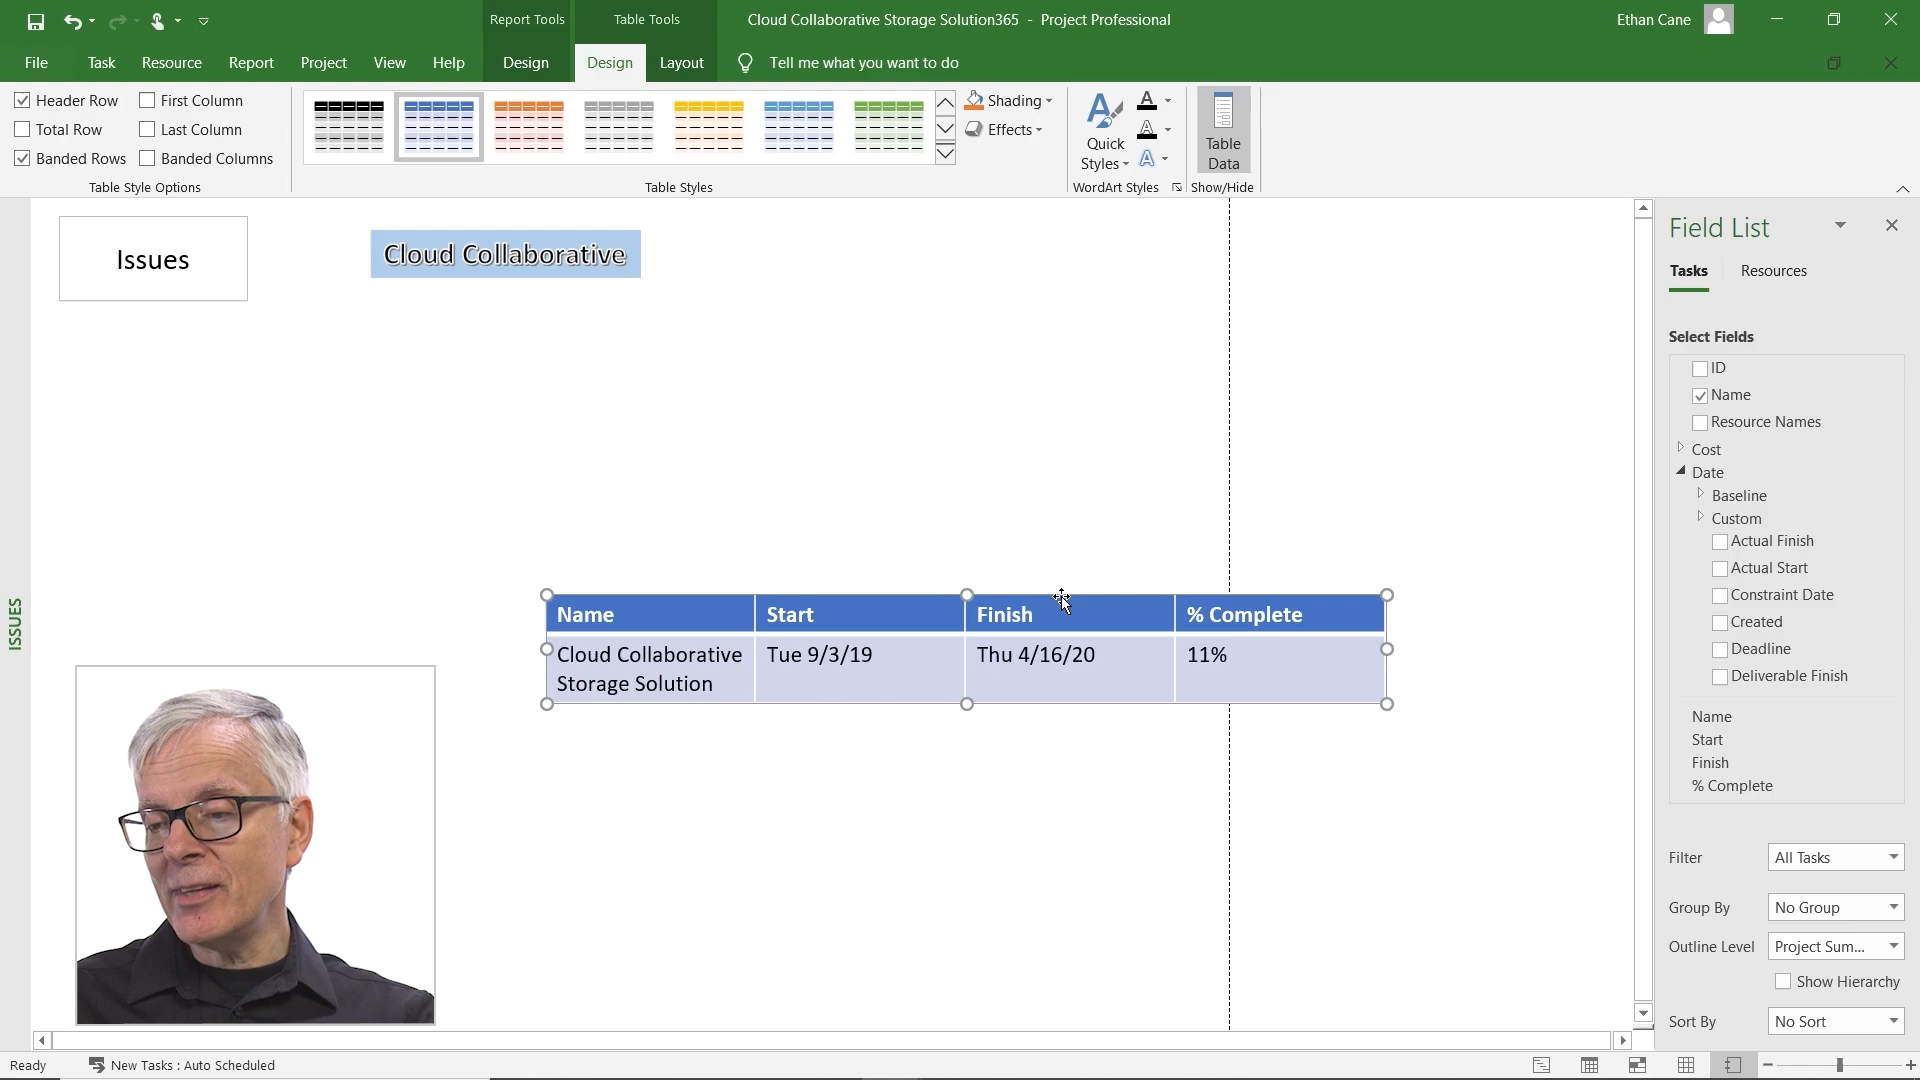 Report Tools
Table Tools
Cloud Collaborative Storage Solution365 - Project Professional
Ethan Cane
File
Task
Resource
Report
Project
View
Help
Design
Design
Layout
Tell me what you want to do
Header Row
First Column
Total Row
Last Column
Banded Rows
Banded Columns
Table Style Options
Table Styles
Shading
Effects
Quick
Styles
A
A
A
WordArt Styles
Table
Data
Show/Hide
Issues
Cloud Collaborative
Name Start Finish % Complete
Cloud Collaborative Tue 9/3/19 Thu 4/16/20 11%
Storage Solution
ISSUES
Field List
Tasks
Resources
Select Fields
ID
Name
Resource Names
Cost
Date
Baseline
Custom
Actual Finish
Actual Start
Constraint Date
Created
Deadline
Deliverable Finish
Name
Start
Finish
% Complete
Filter All Tasks
Group By No Group
Outline Level Project Sum...
Show Hierarchy
Sort By No Sort
Ready
New Tasks : Auto Scheduled